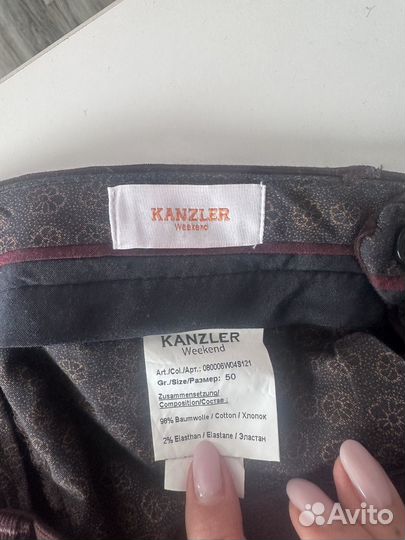 KANZLER
Weekend
KANZLER
Weekend
Art./Col./Арт.: 080006W04S121
Gr./Size/Размер: 50
Zusammensetzung/
Composition/Состав :
98% Baumwolle / Cotton / Хлопок
2% Elasthan / Elastane / Эластан
Avito